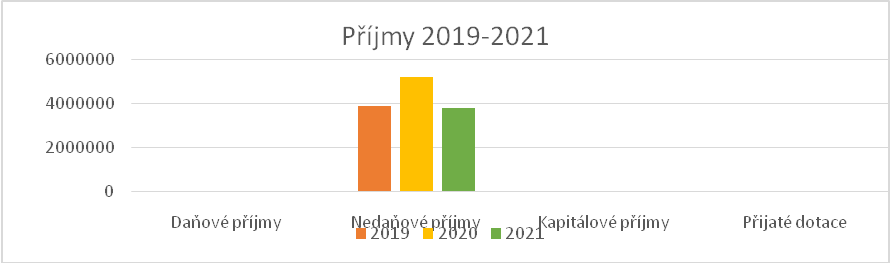 Příjmy 2019-2021
6000000
4000000
2000000
0
Daňové příjmy Nedaňové příjmy Kapitálové příjmy Přijaté dotace
2019 2020 2021